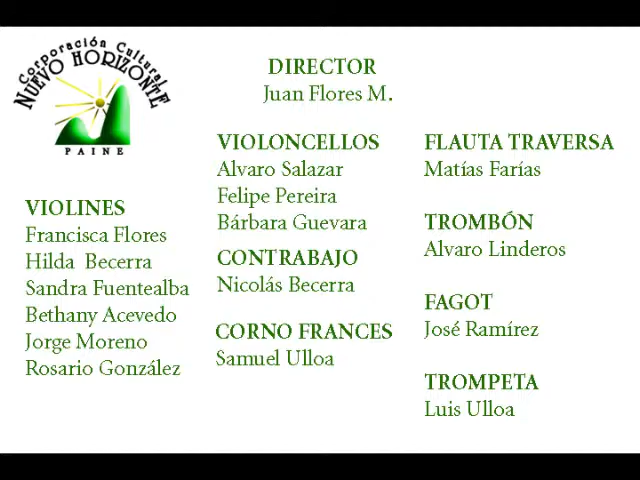 Corporación Cultural
NUEVO HORIZONTE
PAINE
DIRECTOR
Juan Flores M.
VIOLINES
Francisca Flores
Hilda  Becerra
Sandra Fuentealba
Bethany Acevedo
Jorge Moreno
Rosario González
VIOLONCELLOS
Alvaro Salazar
Felipe Pereira
Bárbara Guevara
CONTRABAJO
Nicolás Becerra
CORNO FRANCES
Samuel Ulloa
FLAUTA TRAVERSA
Matías Farías
TROMBÓN
Alvaro Linderos
FAGOT
José Ramírez
TROMPETA
Luis Ulloa